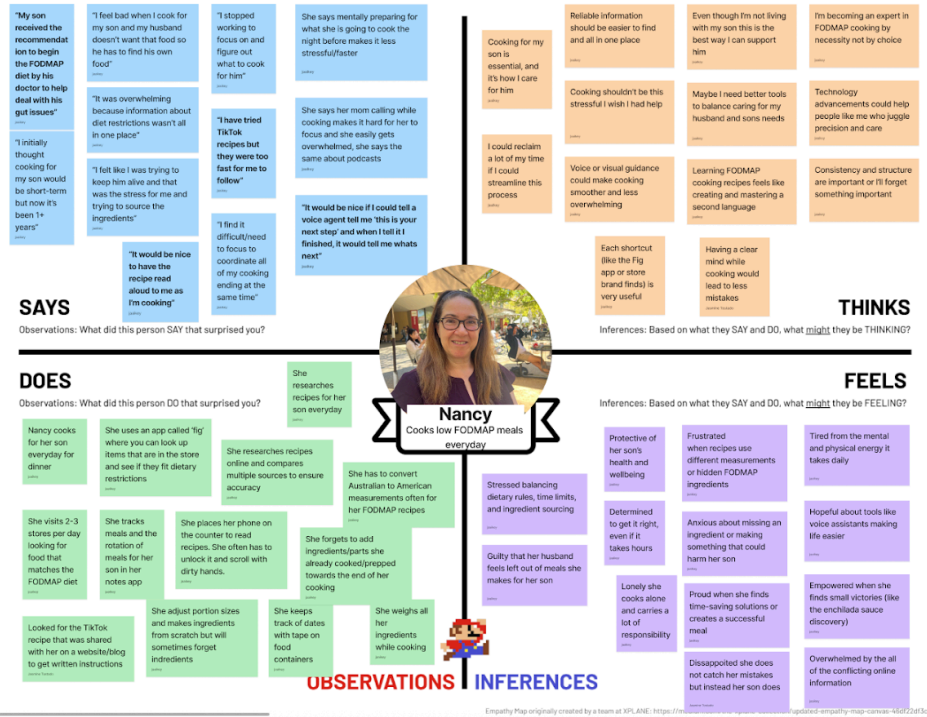 "My son
received the
recommendat
ion to begin
the FODMAP
diet by his
doctor to help
deal with his
gut issues"
"I initially
thought
cooking for
my son would
be short-term
but now it's
been 1+
years"
"I feel bad when I cook for
my son and my husband
doesn't want that food so
he has to find his own
food"
"It was overwhelming
because information about
diet restrictions wasn't all
in one place"
"I felt like I was trying to
keep him alive and that
was the stress for me and
trying to source the
ingredients"
"It would be nice
to have the
recipe read
aloud to me as
I'm cooking"
"I stopped
working to
focus on and
figure out
what to cook
for him"
"I have tried
TikTok
recipes but
they were too
fast for me to
follow"
"I find it
difficult/need
to focus to
coordinate all
of my cooking
ending at the
same time"
She says mentally preparing for
what she is going to cook the
night before makes it less
stressful/faster
She says her mom calling while
cooking makes it hard for her to
focus and she easily gets
overwhelmed, she says the
same about podcasts
"It would be nice if I could tell a
voice agent tell me 'this is your
next step' and when I tell it I
finished, it would tell me whats
next"
SAYS
Observations: What did this person SAY that surprised you?
Cooking for my
son is
essential, and
it's how I care
for him
I could reclaim
a lot of my time
if I could
streamline this
process
Reliable information
should be easier to find
and all in one place
Cooking shouldn't be this
stressful I wish I had help
Voice or visual guidance
could make cooking
smoother and less
overwhelming
Each shortcut
(like the Fig
app or store
brand finds) is
very useful
Even though I'm not living
with my son this is the
best way I can support
him
Maybe I need better tools
to balance caring for my
husband and sons needs
Learning FODMAP
cooking recipes feels like
creating and mastering a
second language
Having a clear
mind while
cooking would
lead to less
mistakes
I'm becoming an expert in
FODMAP cooking by
necessity not by choice
Technology
advancements could help
people like me who juggle
precision and care
Consistency and structure
are important or I'll forget
something important
THINKS
Inferences: Based on what they SAY and DO, what might they be THINKING?
Nancy
Cooks low FODMAP meals
everyday
DOES
Observations: What did this person DO that surprised you?
She
researches
recipes for her
son everyday
Nancy cooks
for her son
everyday for
dinner
She uses an app called 'fig'
where you can look up
items that are in the store
and see if they fit dietary
restrictions
She researches recipes
online and compares
multiple sources to ensure
accuracy
She has to convert
Australian to American
measurements often for
her FODMAP recipes
She visits 2-3
stores per day
looking for
food that
matches the
FODMAP diet
She tracks
meals and the
rotation of
meals for her
son in her
notes app
She places her phone on
the counter to read
recipes. She often has to
unlock it and scroll with
dirty hands.
She forgets to add
ingredients/parts she
already cooked/prepped
towards the end of her
cooking
Looked for the TikTok
recipe that was shared
with her on a website/blog
to get written instructions
She adjust portion sizes
and makes ingredients
from scratch but will
sometimes forget
indredients
She keeps
track of dates
with tape on
food
containers
She weighs all
her
ingredients
while cooking
FEELS
Inferences: Based on what they SAY and DO, what might they be FEELING?
Stressed balancing
dietary rules, time limits,
and ingredient sourcing
Guilty that her husband
feels left out of meals she
makes for her son
Protective of
her son's
health and
wellbeing
Determined
to get it right,
even if it
takes hours
Lonely she
cooks alone
and carries a
lot of
responsibility
Frustrated
when recipes use
different measurements
or hidden FODMAP
ingredients
Anxious about missing an
ingredient or making
something that could
harm her son
Proud when she finds
time-saving solutions or
creates a successful
meal
Dissappoited she does
not catch her mistakes
but instead her son does
Tired from the mental
and physical energy it
takes daily
Hopeful about tools like
voice assistants making
life easier
Empowered when she
finds small victories (like
the enchilada sauce
discovery)
Overwhelmed by the all
of the conflicting online
information
OBSERVATIONS
INFERENCES
Empathy Map originally created by a team at XPLANE: